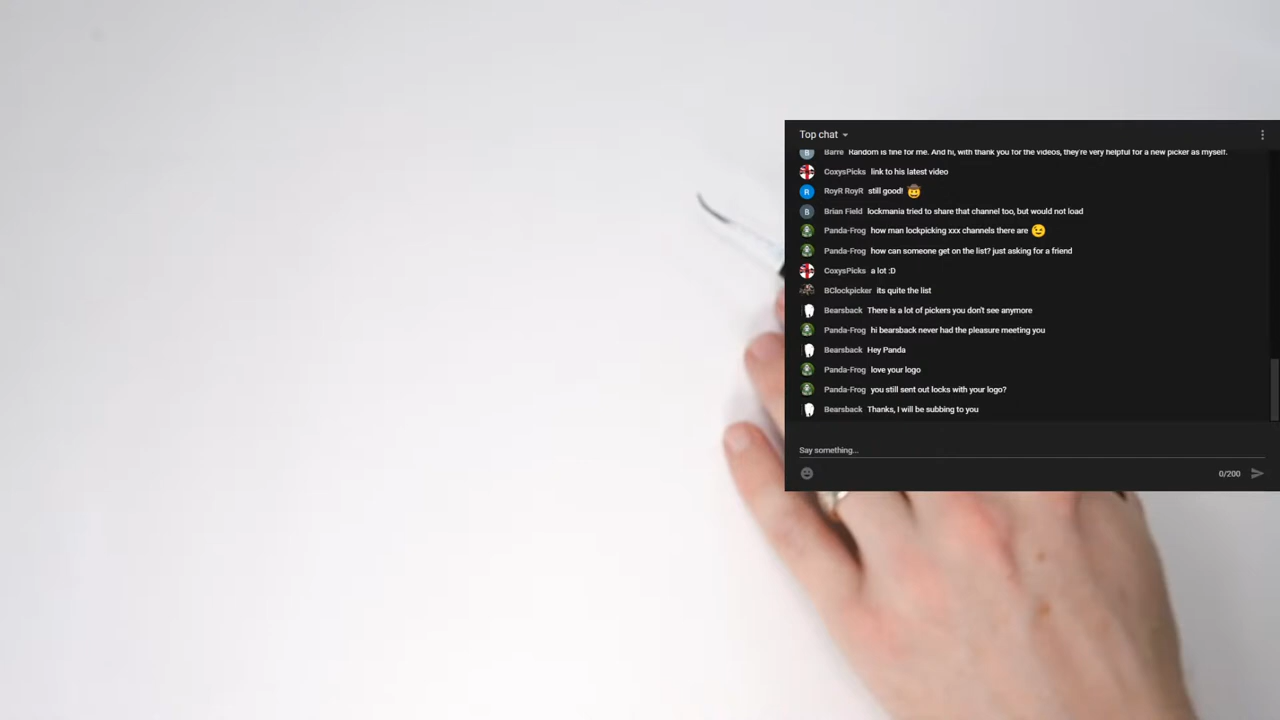 Top chat
Barre Random is fine for me. And hi, with thank you for the videos, they're very helpful for a new picker as myself.
CoxysPicks link to his latest video
R RoyR RoyR still good! 🤠
B Brian Field lockmania tried to share that channel too, but would not load
Panda-Frog how man lockpicking xxx channels there are 😉
Panda-Frog how can someone get on the list? just asking for a friend
CoxysPicks a lot :D
BClockpicker its quite the list
Bearsback There is a lot of pickers you don't see anymore
Panda-Frog hi bearsback never had the pleasure meeting you
Bearsback Hey Panda
Panda-Frog love your logo
Panda-Frog you still sent out locks with your logo?
Bearsback Thanks, I will be subbing to you
Say something...
0/200